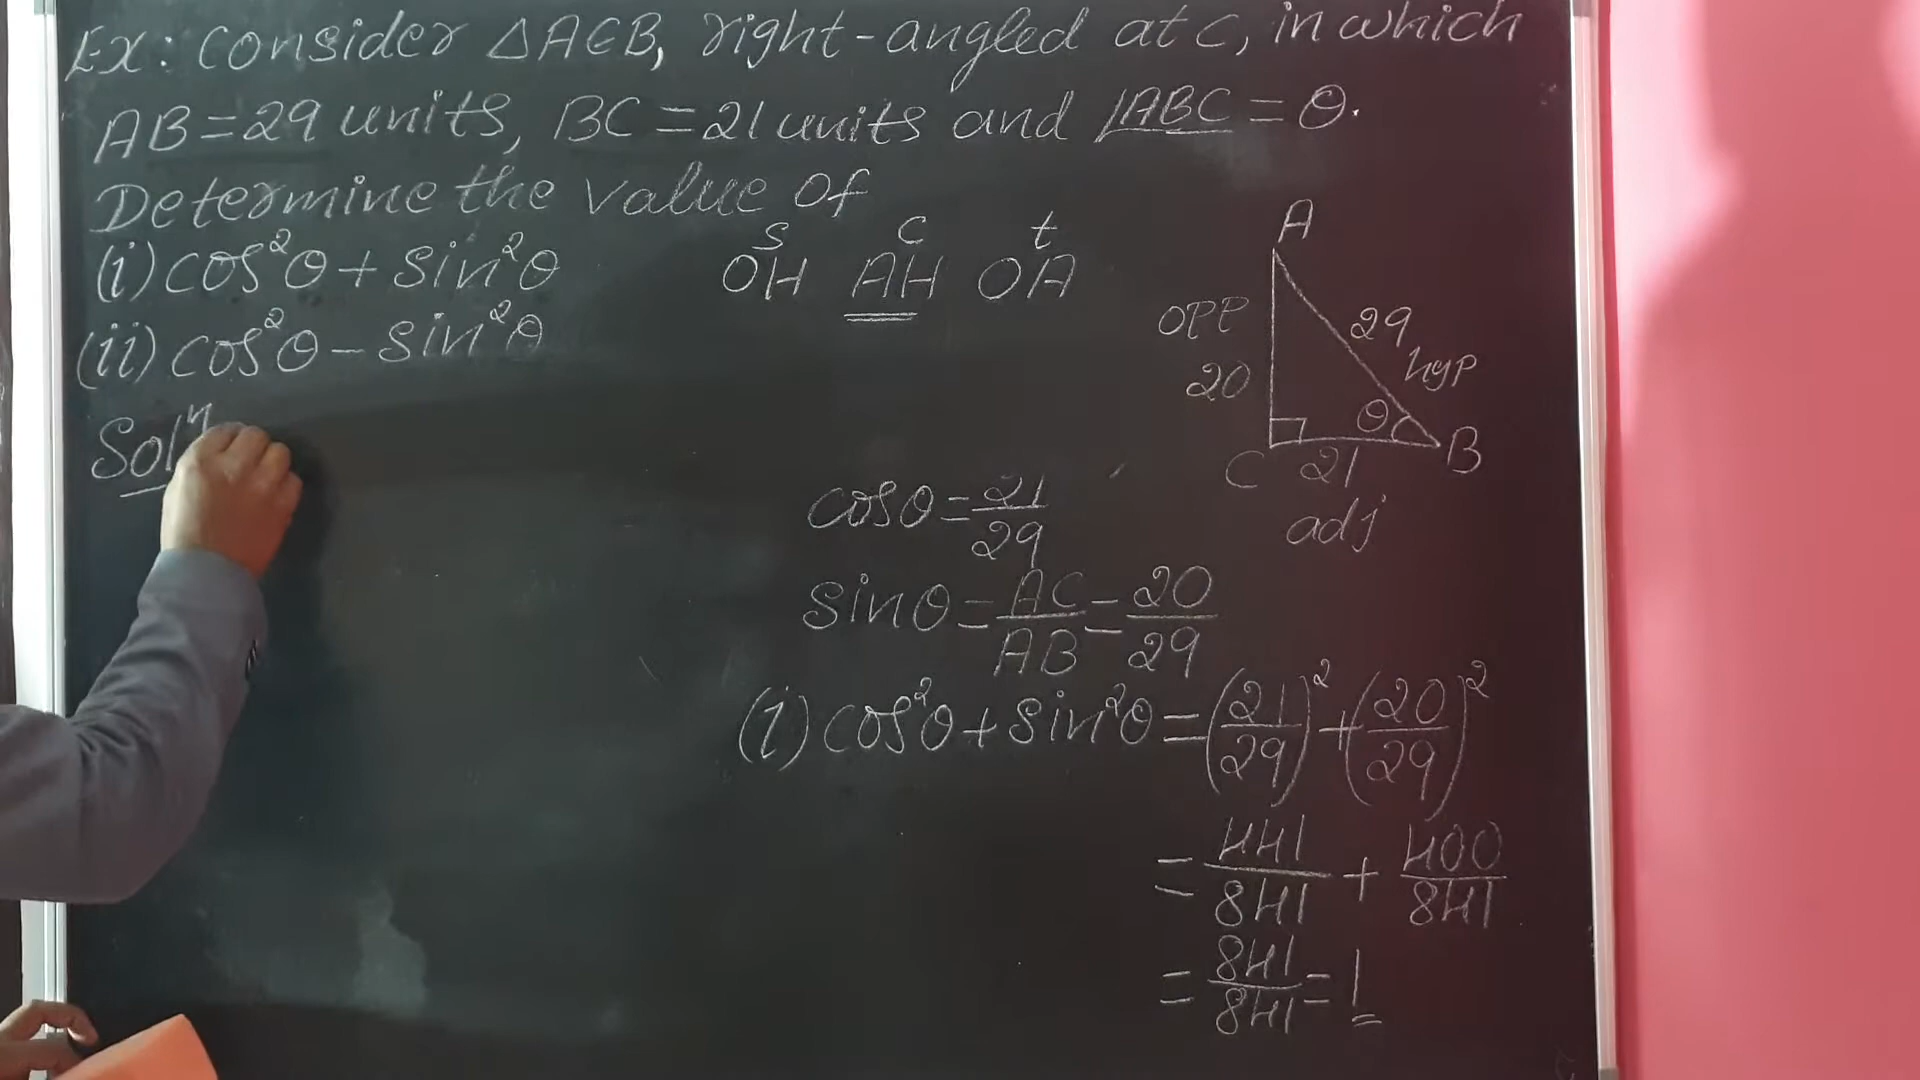 Ex: Consider △ACB, right-angled at C, in which
AB = 29 units, BC = 21 units and ∠ABC = θ.
Determine the value of
(i) cos²θ + sin²θ
(ii) cos²θ - sin²θ
s c t
OH AH OA
A
OPP
29
hyp
20
θ
C 21 B
adj
Solⁿ
cosθ = 21/29
sinθ = AC/AB = 20/29
(i) cos²θ + sin²θ = (21/29)² + (20/29)²
= 441/841 + 400/841
= 841/841 = 1